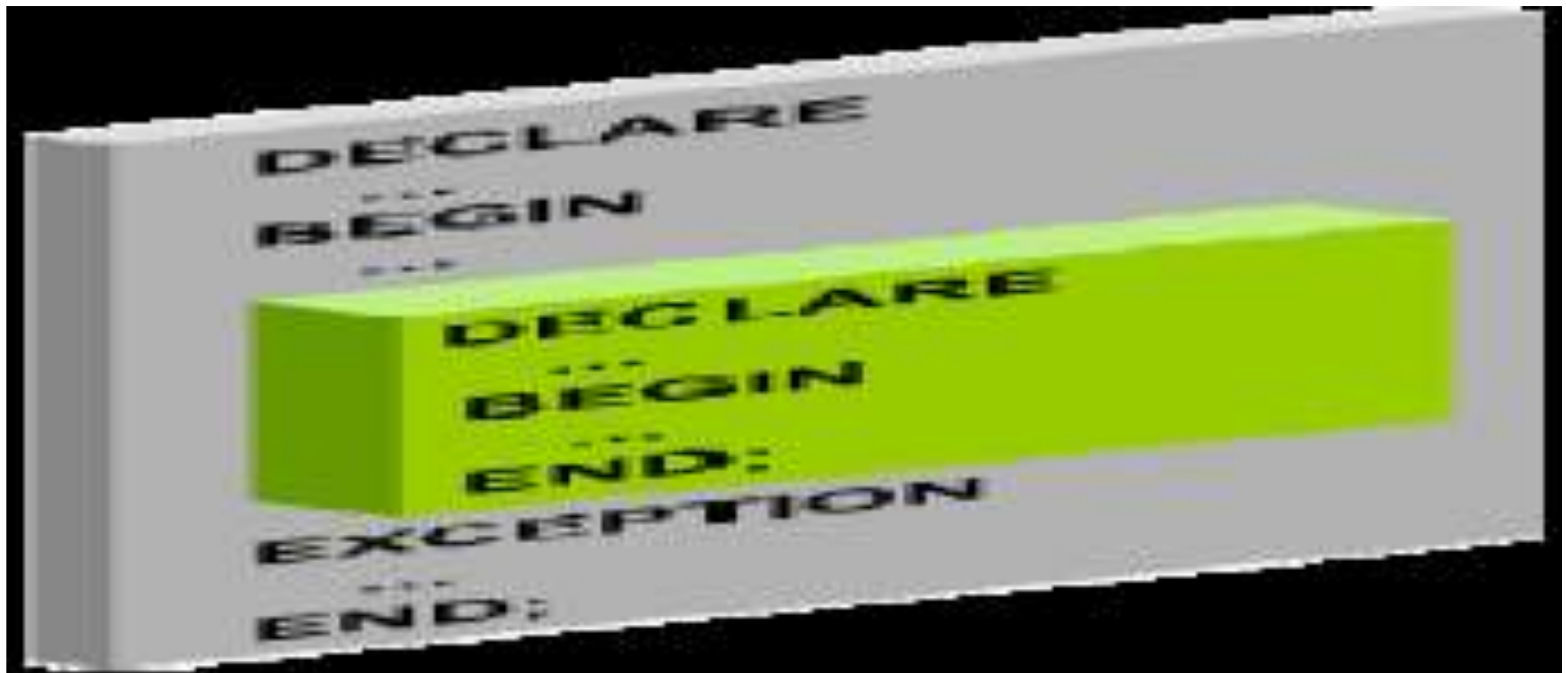 DECLARE
...
BEGIN
...
DECLARE
...
BEGIN
...
END;
EXCEPTION
...
END;